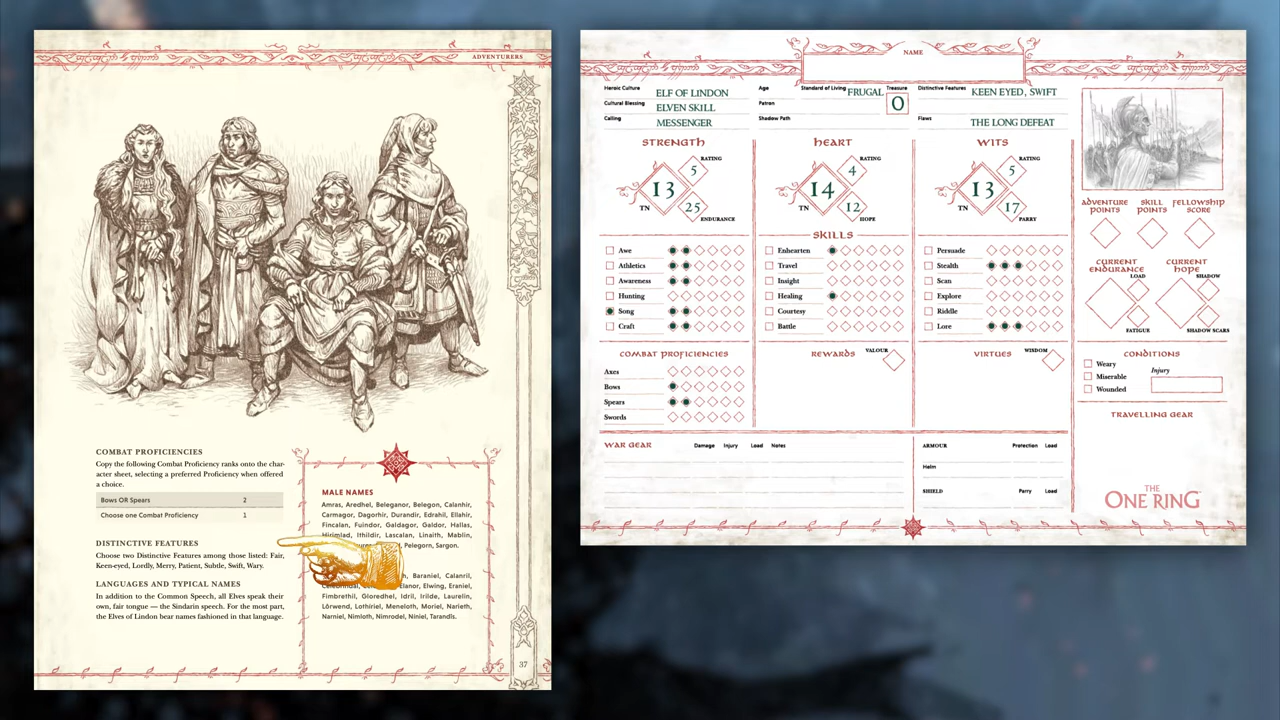 ADVENTURERS
COMBAT PROFICIENCIES
Copy the following Combat Proficiency ranks onto the char-
acter sheet, selecting a preferred Proficiency when offered
a choice.
Bows OR Spears 2
Choose one Combat Proficiency 1
DISTINCTIVE FEATURES
Choose two Distinctive Features among those listed: Fair,
Keen-eyed, Lordly, Merry, Patient, Subtle, Swift, Wary.
LANGUAGES AND TYPICAL NAMES
In addition to the Common Speech, all Elves speak their
own, fair tongue — the Sindarin speech. For the most part,
the Elves of Lindon bear names fashioned in that language.
MALE NAMES
Amras, Aredhel, Beleganor, Belegon, Calanhir,
Carmagor, Dagorhir, Durandir, Edrahil, Ellahir,
Fincalan, Fuindor, Galdagor, Galdor, Hallas,
Hirimlad, Ithildir, Lascalan, Linaith, Mablin,
Pelegorn, Sargon.
Baraniel, Calanril,
Elanor, Elwing, Eraniel,
Fimbrethil, Gloredhel, Idril, Irilde, Laurelin,
Lórwend, Lothiriel, Meneloth, Moriel, Narieth,
Narniel, Nimloth, Nimrodel, Niniel, Tarandis.
37
NAME
Heroic Culture ELF OF LINDON
Cultural Blessing ELVEN SKILL
Calling MESSENGER
Age
Standard of Living FRUGAL
Treasure
0
Patron
Shadow Path
Distinctive Features KEEN EYED, SWIFT
Flaws THE LONG DEFEAT
STRENGTH
RATING
5
13
TN
25
ENDURANCE
HEART
RATING
4
14
TN
12
HOPE
WITS
RATING
5
13
TN
17
PARRY
SKILLS
Awe
Athletics
Awareness
Hunting
Song
Craft
Enhearten
Travel
Insight
Healing
Courtesy
Battle
Persuade
Stealth
Scan
Explore
Riddle
Lore
COMBAT PROFICIENCIES
Axes
Bows
Spears
Swords
REWARDS
VALOUR
VIRTUES
WISDOM
WAR GEAR Damage Injury Load Notes
ARMOUR Protection Load
Helm
SHIELD Parry Load
ADVENTURE POINTS
SKILL POINTS
FELLOWSHIP SCORE
CURRENT ENDURANCE
LOAD
FATIGUE
CURRENT HOPE
SHADOW
SHADOW SCARS
CONDITIONS
Weary
Miserable
Wounded
Injury
TRAVELLING GEAR
THE
ONE RING